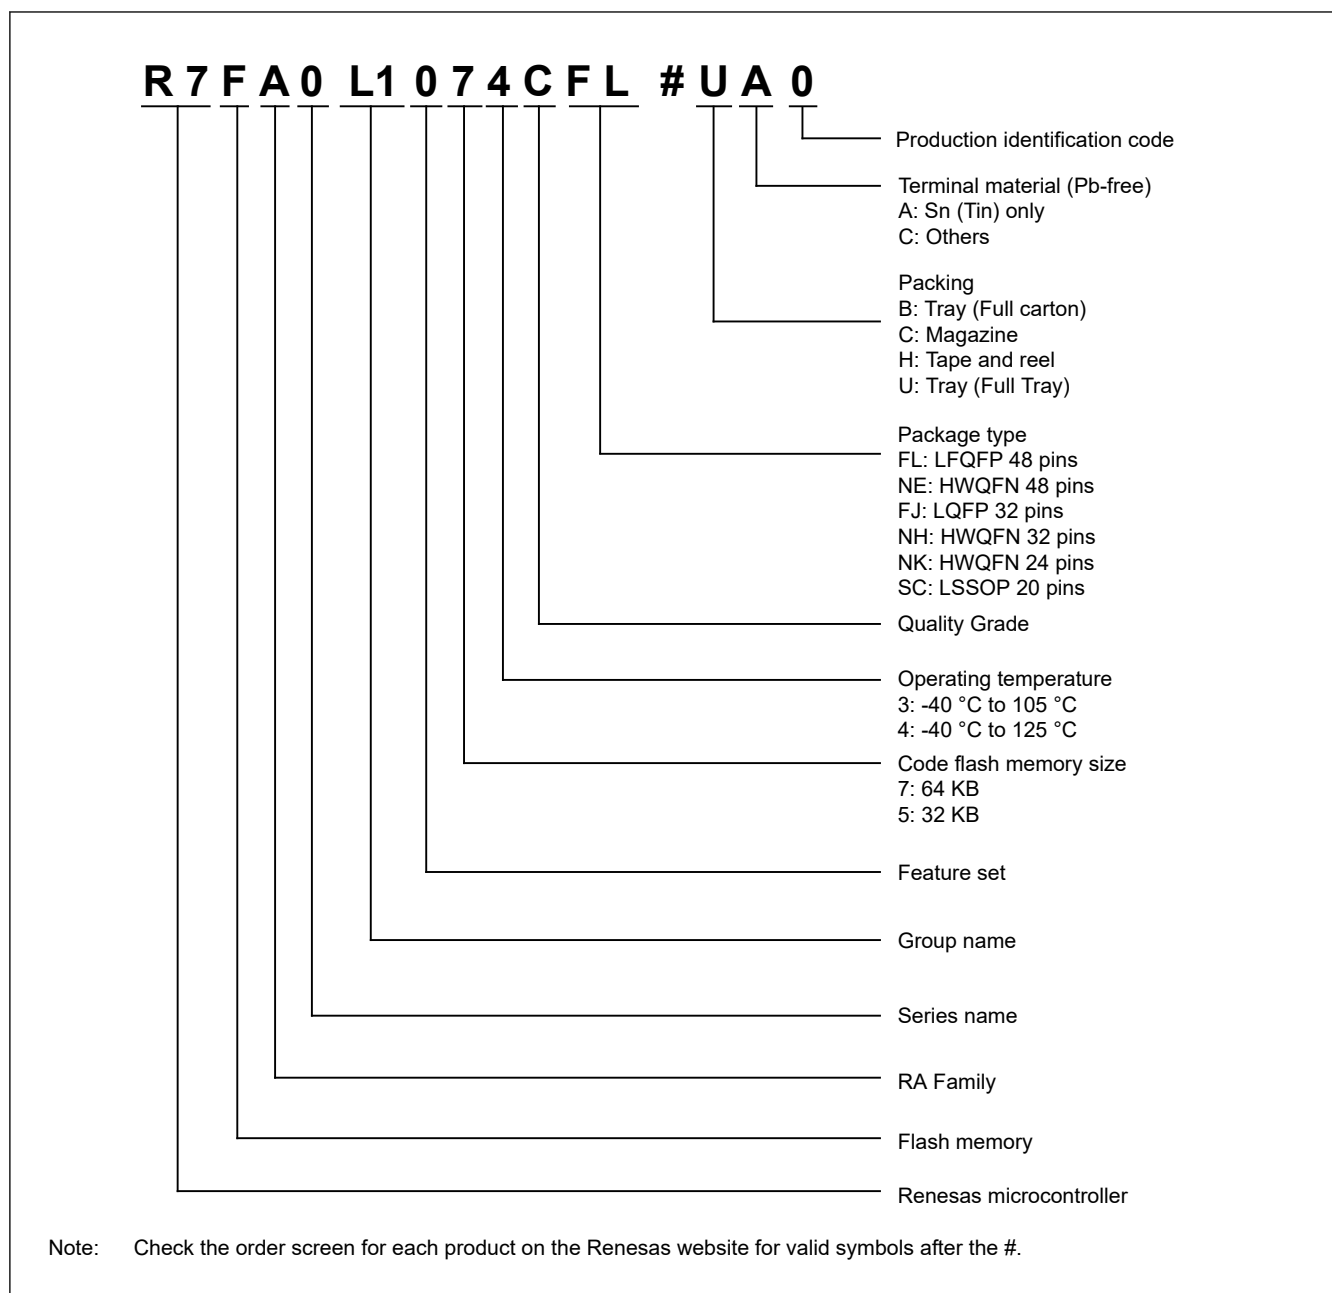 R7FA0L1074CFL #UA0
Production identification code
Terminal material (Pb-free)
A: Sn (Tin) only
C: Others
Packing
B: Tray (Full carton)
C: Magazine
H: Tape and reel
U: Tray (Full Tray)
Package type
FL: LFQFP 48 pins
NE: HWQFN 48 pins
FJ: LQFP 32 pins
NH: HWQFN 32 pins
NK: HWQFN 24 pins
SC: LSSOP 20 pins
Quality Grade
Operating temperature
3: -40 °C to 105 °C
4: -40 °C to 125 °C
Code flash memory size
7: 64 KB
5: 32 KB
Feature set
Group name
Series name
RA Family
Flash memory
Renesas microcontroller
Note: Check the order screen for each product on the Renesas website for valid symbols after the #.